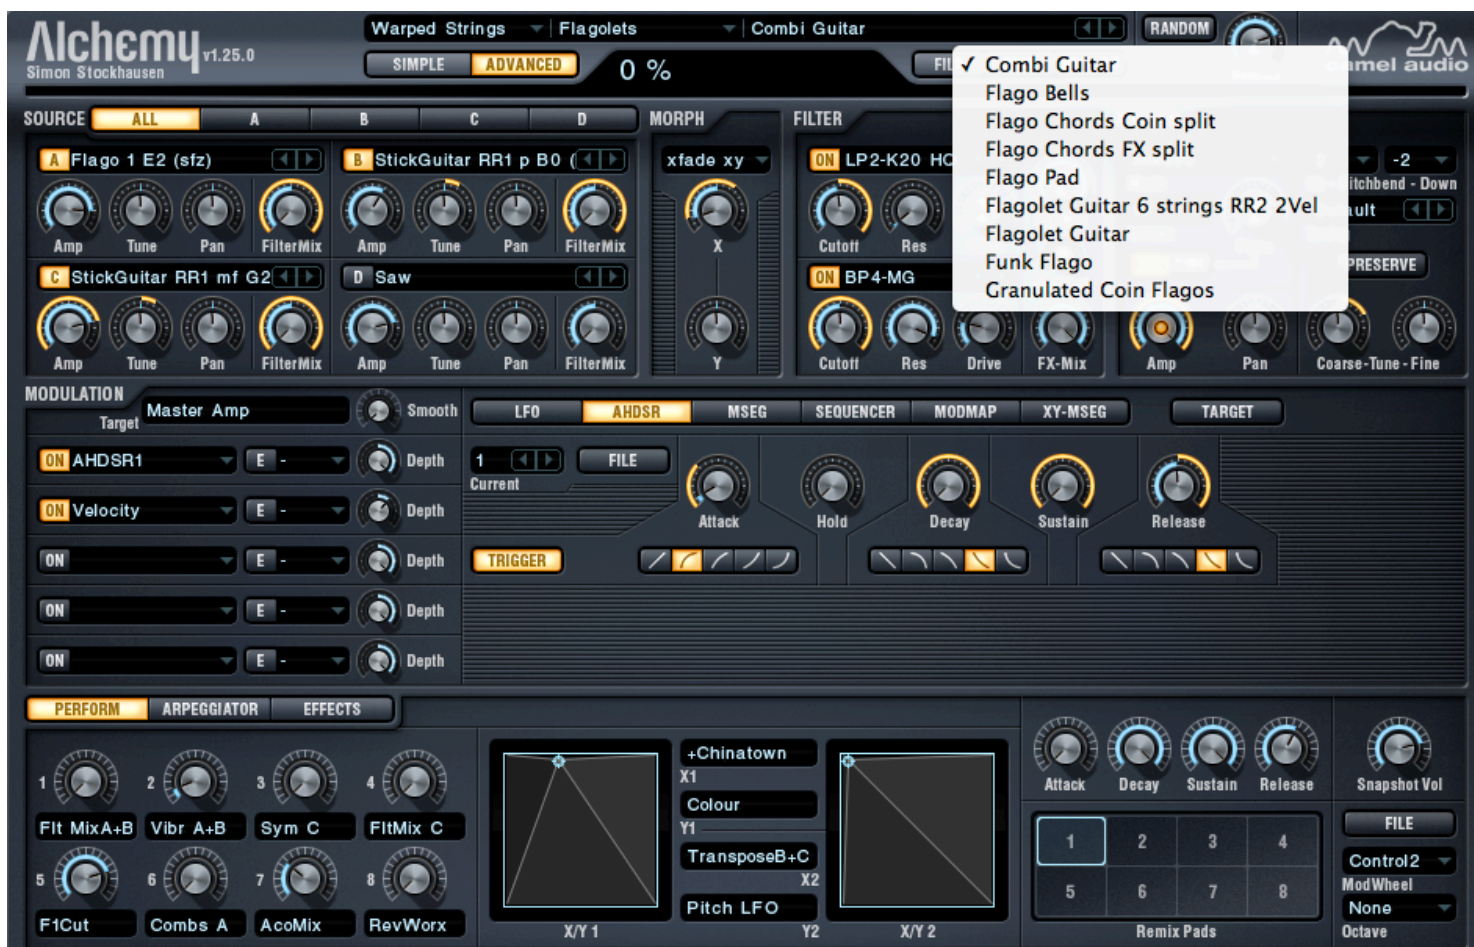 Alchemy v1.25.0
Simon Stockhausen
Warped Strings Flagolets Combi Guitar RANDOM
SIMPLE ADVANCED 0 % FIL
camel audio
✓ Combi Guitar
Flago Bells
Flago Chords Coin split
Flago Chords FX split
Flago Pad
Flagolet Guitar 6 strings RR2 2Vel
Flagolet Guitar
Funk Flago
Granulated Coin Flagos
SOURCE ALL A B C D MORPH FILTER
A Flago 1 E2 (sfz) B StickGuitar RR1 p B0 ( xfade xy ON LP2-K20 HQ -2
itchbend - Down
ault
Amp Tune Pan FilterMix Amp Tune Pan FilterMix X Cutoff Res
C StickGuitar RR1 mf G2 D Saw ON BP4-MG PRESERVE
Amp Tune Pan FilterMix Amp Tune Pan FilterMix Y Cutoff Res Drive FX-Mix Amp Pan Coarse-Tune-Fine
MODULATION
Target Master Amp Smooth LFO AHDSR MSEG SEQUENCER MODMAP XY-MSEG TARGET
ON AHDSR1 E - Depth 1 FILE
Current
ON Velocity E - Depth Attack Hold Decay Sustain Release
ON E - Depth TRIGGER
ON E - Depth
ON E - Depth
PERFORM ARPEGGIATOR EFFECTS
1 2 3 4
Flt MixA+B Vibr A+B Sym C FltMix C
5 6 7 8
F1Cut Combs A AcoMix RevWorx
X/Y 1
+Chinatown
X1
Colour
Y1
TransposeB+C
X2
Pitch LFO
Y2
X/Y 2
Attack Decay Sustain Release Snapshot Vol
1 2 3 4
5 6 7 8
Remix Pads
FILE
Control2
ModWheel
None
Octave